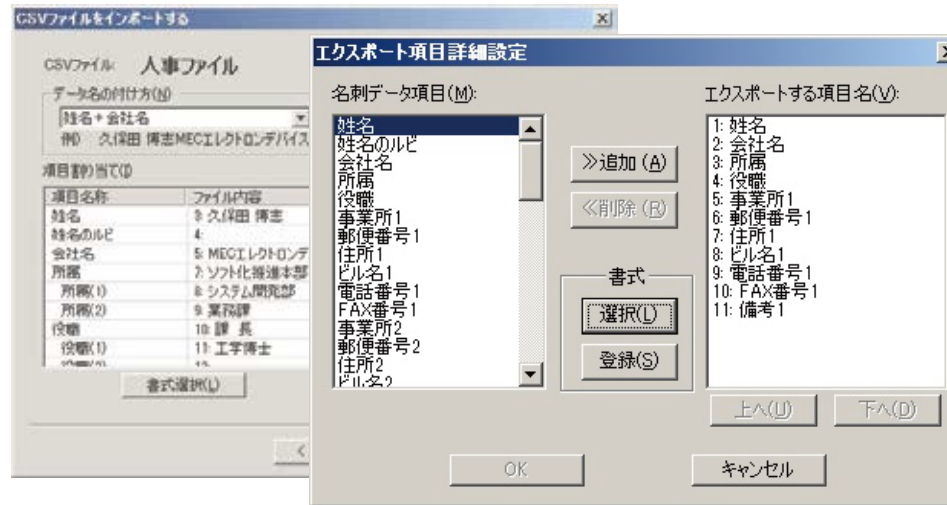 CSVファイルをインポートする
CSVファイル: 人事ファイル
データ名の付け方(N)
姓名+会社名
例) 久保田 博志MECエレクトロンデバイス
項目割り当て(I)
項目名称 ファイル内容
姓名 3: 久保田 博志
姓名のルビ 4:
会社名 5: MECエレクトロンデ
所属 7: ソフト化推進本部
所属(1) 8: システム開発部
所属(2) 9: 業務課
役職 10: 課 長
役職(1) 11: 工学博士
書式選択(L)
<
エクスポート項目詳細設定
名刺データ項目(M):
姓名
姓名のルビ
会社名
所属
役職
事業所1
郵便番号1
住所1
ビル名1
電話番号1
FAX番号1
事業所2
郵便番号2
住所2
ビル名2
≫追加 (A)
≪削除 (R)
書式
選択(L)
登録(S)
エクスポートする項目名(V):
1: 姓名
2: 会社名
3: 所属
4: 役職
5: 事業所1
6: 郵便番号1
7: 住所1
8: ビル名1
9: 電話番号1
10: FAX番号1
11: 備考1
上へ(U)
下へ(D)
OK
キャンセル